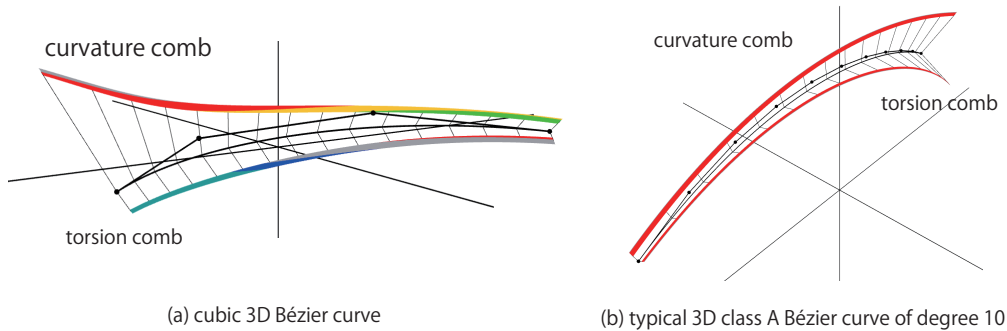 curvature comb
torsion comb
(a) cubic 3D Bézier curve
curvature comb
torsion comb
(b) typical 3D class A Bézier curve of degree 10